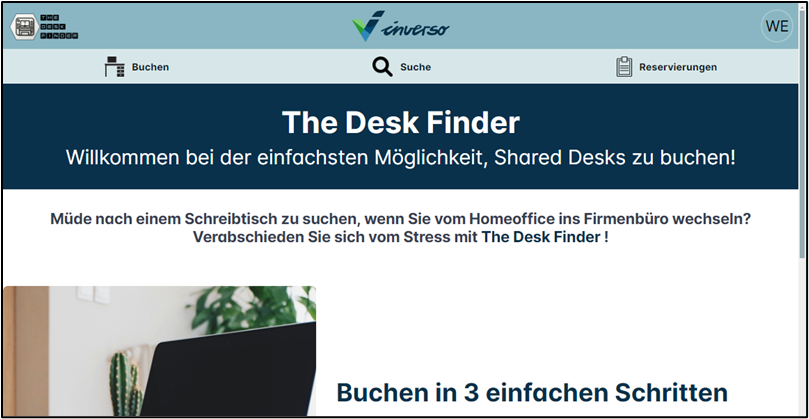 THE
DESK
FINDER
inverso
WE
Buchen
Suche
Reservierungen
The Desk Finder
Willkommen bei der einfachsten Möglichkeit, Shared Desks zu buchen!
Müde nach einem Schreibtisch zu suchen, wenn Sie vom Homeoffice ins Firmenbüro wechseln?
Verabschieden Sie sich vom Stress mit The Desk Finder !
Buchen in 3 einfachen Schritten